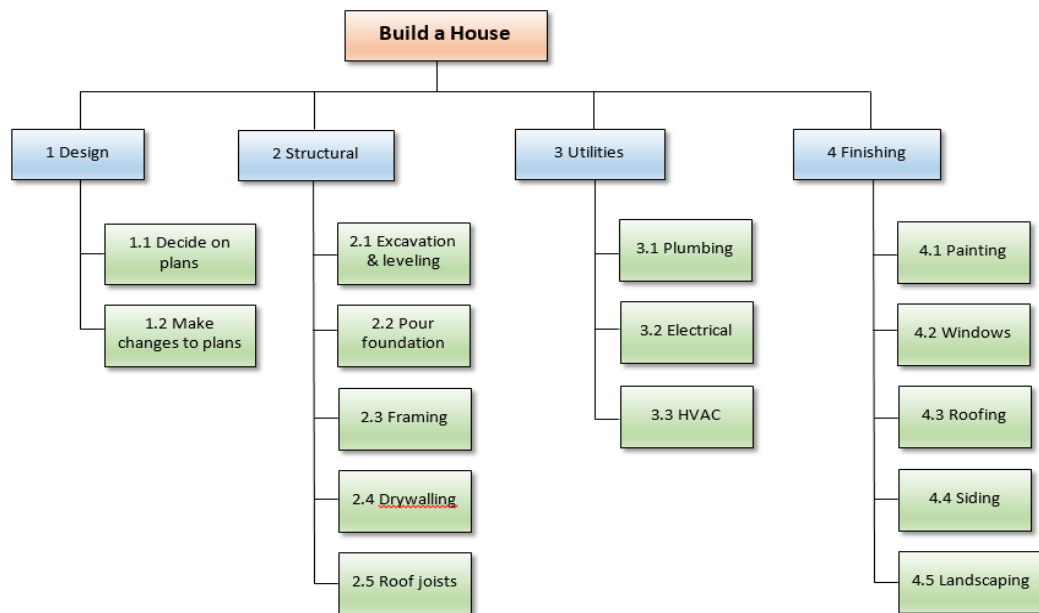 Build a House
1 Design
2 Structural
3 Utilities
4 Finishing
1.1 Decide on
plans
1.2 Make
changes to plans
2.1 Excavation
& leveling
2.2 Pour
foundation
2.3 Framing
2.4 Drywalling
2.5 Roof joists
3.1 Plumbing
3.2 Electrical
3.3 HVAC
4.1 Painting
4.2 Windows
4.3 Roofing
4.4 Siding
4.5 Landscaping